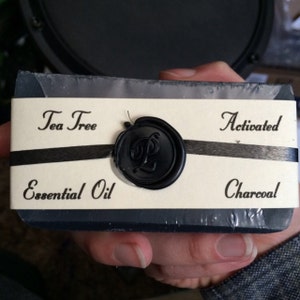 Tea Tree
Activated
Essential Oil
Charcoal